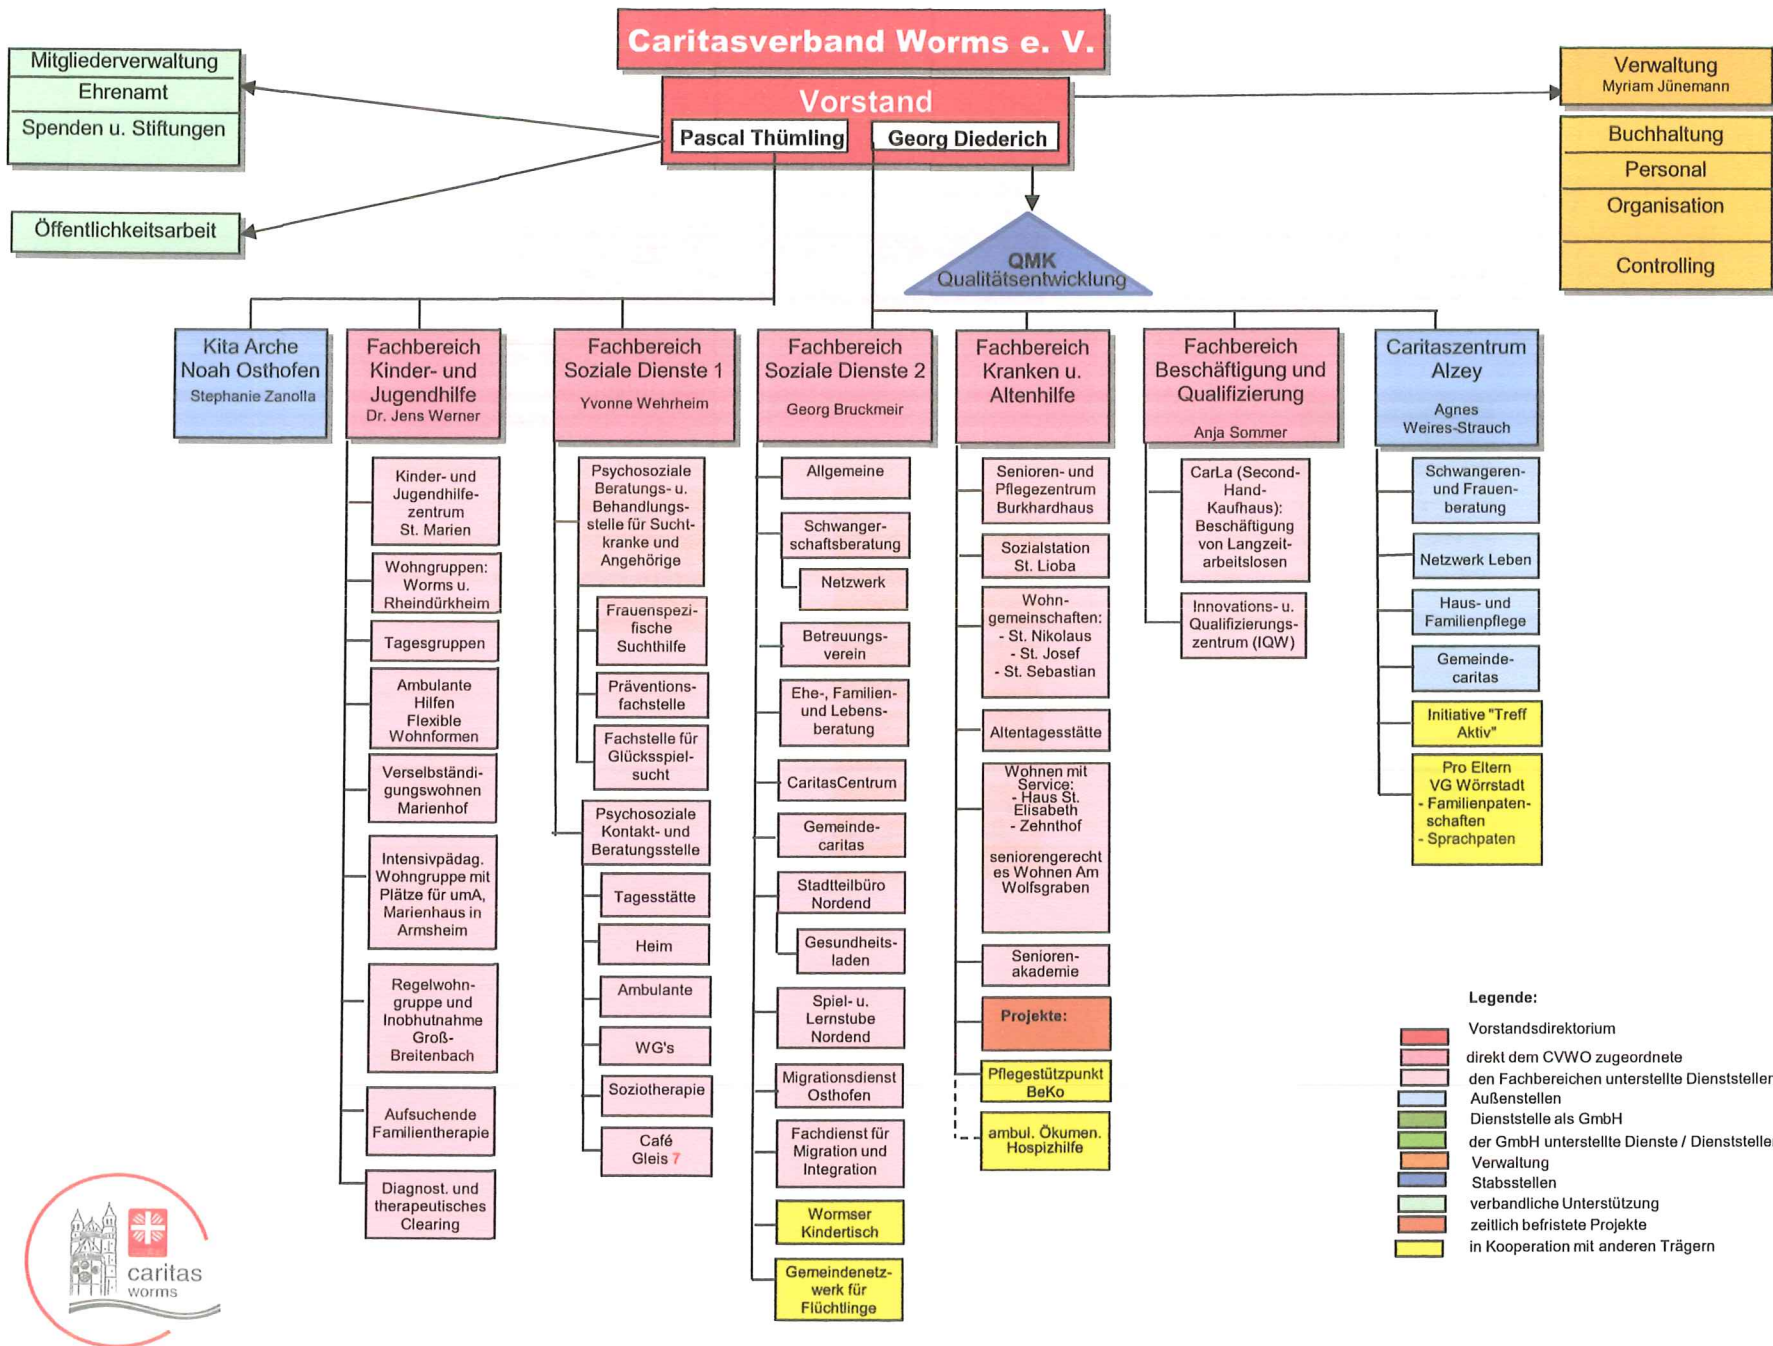 Caritasverband Worms e. V.
Vorstand
Pascal Thümling
Georg Diederich
Mitgliederverwaltung
Ehrenamt
Spenden u. Stiftungen
Öffentlichkeitsarbeit
Verwaltung
Myriam Jünemann
Buchhaltung
Personal
Organisation
Controlling
QMK
Qualitätsentwicklung
Kita Arche
Noah Osthofen
Stephanie Zanolla
Fachbereich
Kinder- und
Jugendhilfe
Dr. Jens Werner
Kinder- und
Jugendhilfe-
zentrum
St. Marien
Wohngruppen:
Worms u.
Rheindürkheim
Tagesgruppen
Ambulante
Hilfen
Flexible
Wohnformen
Verselbständi-
gungswohnen
Marienhof
Intensivpädag.
Wohngruppe mit
Plätze für umA,
Marienhaus in
Armsheim
Regelwohn-
gruppe und
Inobhutnahme
Groß-
Breitenbach
Aufsuchende
Familientherapie
Diagnost. und
therapeutisches
Clearing
Fachbereich
Soziale Dienste 1
Yvonne Wehrheim
Psychosoziale
Beratungs- u.
Behandlungs-
stelle für Sucht-
kranke und
Angehörige
Frauenspezi-
fische
Suchthilfe
Präventions-
fachstelle
Fachstelle für
Glücksspiel-
sucht
Psychosoziale
Kontakt- und
Beratungsstelle
Tagesstätte
Heim
Ambulante
WG's
Soziotherapie
Café
Gleis 7
Fachbereich
Soziale Dienste 2
Georg Bruckmeir
Allgemeine
Schwanger-
schaftsberatung
Netzwerk
Betreuungs-
verein
Ehe-, Familien-
und Lebens-
beratung
CaritasCentrum
Gemeinde-
caritas
Stadtteilbüro
Nordend
Gesundheits-
laden
Spiel- u.
Lernstube
Nordend
Migrationsdienst
Osthofen
Fachdienst für
Migration und
Integration
Wormser
Kindertisch
Gemeindenetz-
werk für
Flüchtlinge
Fachbereich
Kranken u.
Altenhilfe
Senioren- und
Pflegezentrum
Burkhardhaus
Sozialstation
St. Lioba
Wohn-
gemeinschaften:
- St. Nikolaus
- St. Josef
- St. Sebastian
Altentagesstätte
Wohnen mit
Service:
- Haus St.
Elisabeth
- Zehnthof
seniorengerecht
es Wohnen Am
Wolfsgraben
Senioren-
akademie
Projekte:
Pflegestützpunkt
BeKo
ambul. Ökumen.
Hospizhilfe
Fachbereich
Beschäftigung und
Qualifizierung
Anja Sommer
CarLa (Second-
Hand-
Kaufhaus):
Beschäftigung
von Langzeit-
arbeitslosen
Innovations- u.
Qualifizierungs-
zentrum (IQW)
Caritaszentrum
Alzey
Agnes
Weires-Strauch
Schwangeren-
und Frauen-
beratung
Netzwerk Leben
Haus- und
Familienpflege
Gemeinde-
caritas
Initiative "Treff
Aktiv"
Pro Eltern
VG Wörrstadt
- Familienpaten-
schaften
- Sprachpaten
Legende:
Vorstandsdirektorium
direkt dem CVWO zugeordnete
den Fachbereichen unterstellte Dienststellen
Außenstellen
Dienststelle als GmbH
der GmbH unterstellte Dienste / Dienststelle
Verwaltung
Stabsstellen
verbandliche Unterstützung
zeitlich befristete Projekte
in Kooperation mit anderen Trägern
caritas
worms